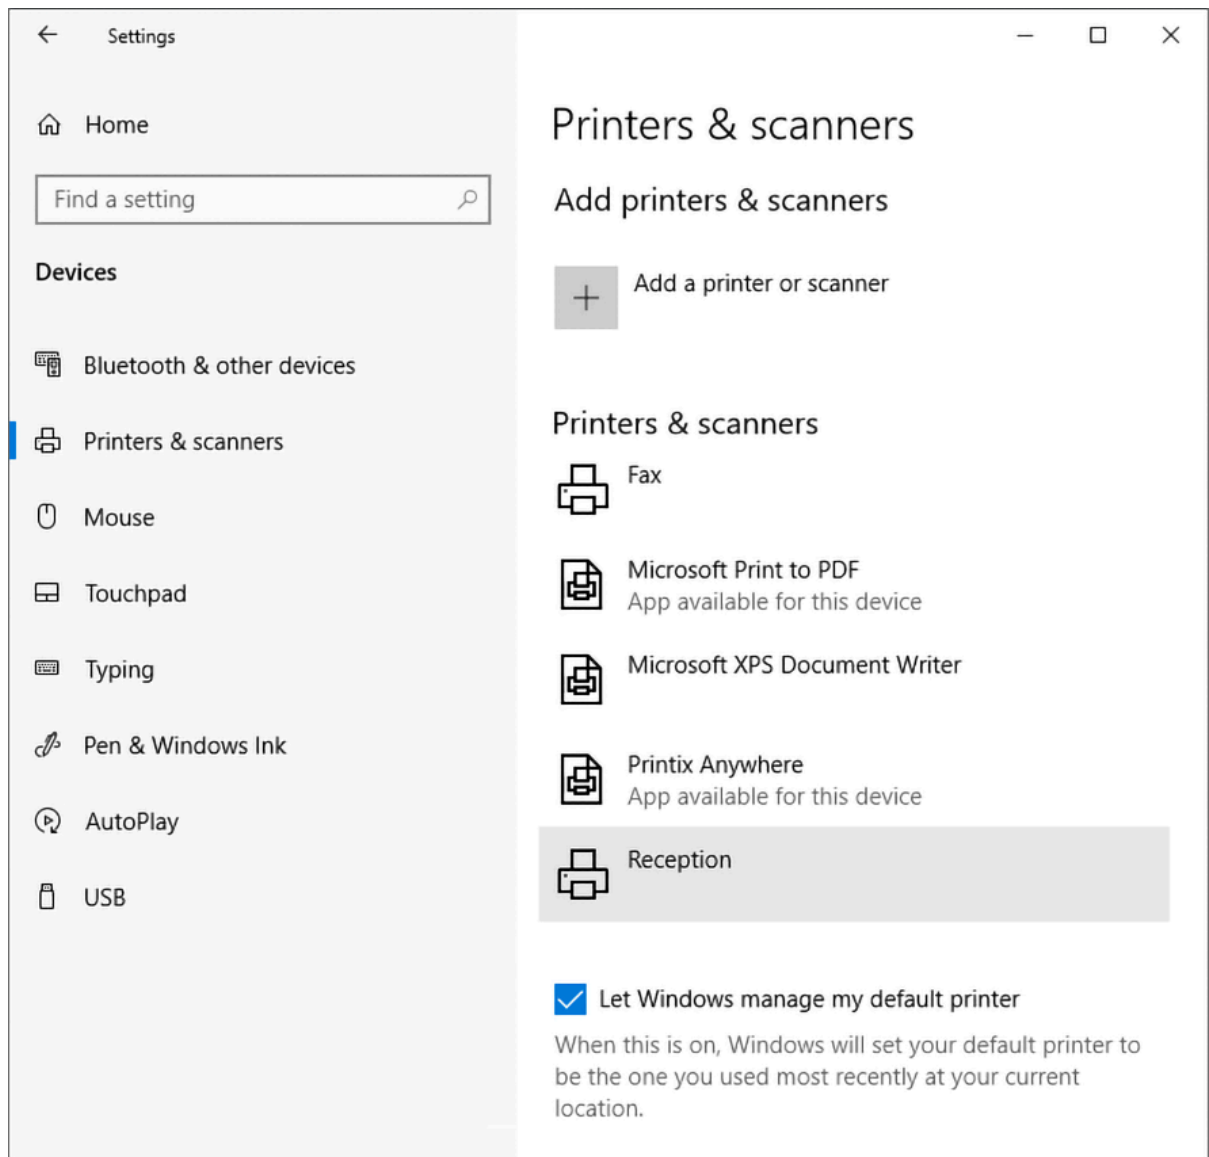 Settings
Home
Find a setting
Devices
Bluetooth & other devices
Printers & scanners
Mouse
Touchpad
Typing
Pen & Windows Ink
AutoPlay
USB
Printers & scanners
Add printers & scanners
Add a printer or scanner
Printers & scanners
Fax
Microsoft Print to PDF
App available for this device
Microsoft XPS Document Writer
Printix Anywhere
App available for this device
Reception
Let Windows manage my default printer
When this is on, Windows will set your default printer to
be the one you used most recently at your current
location.